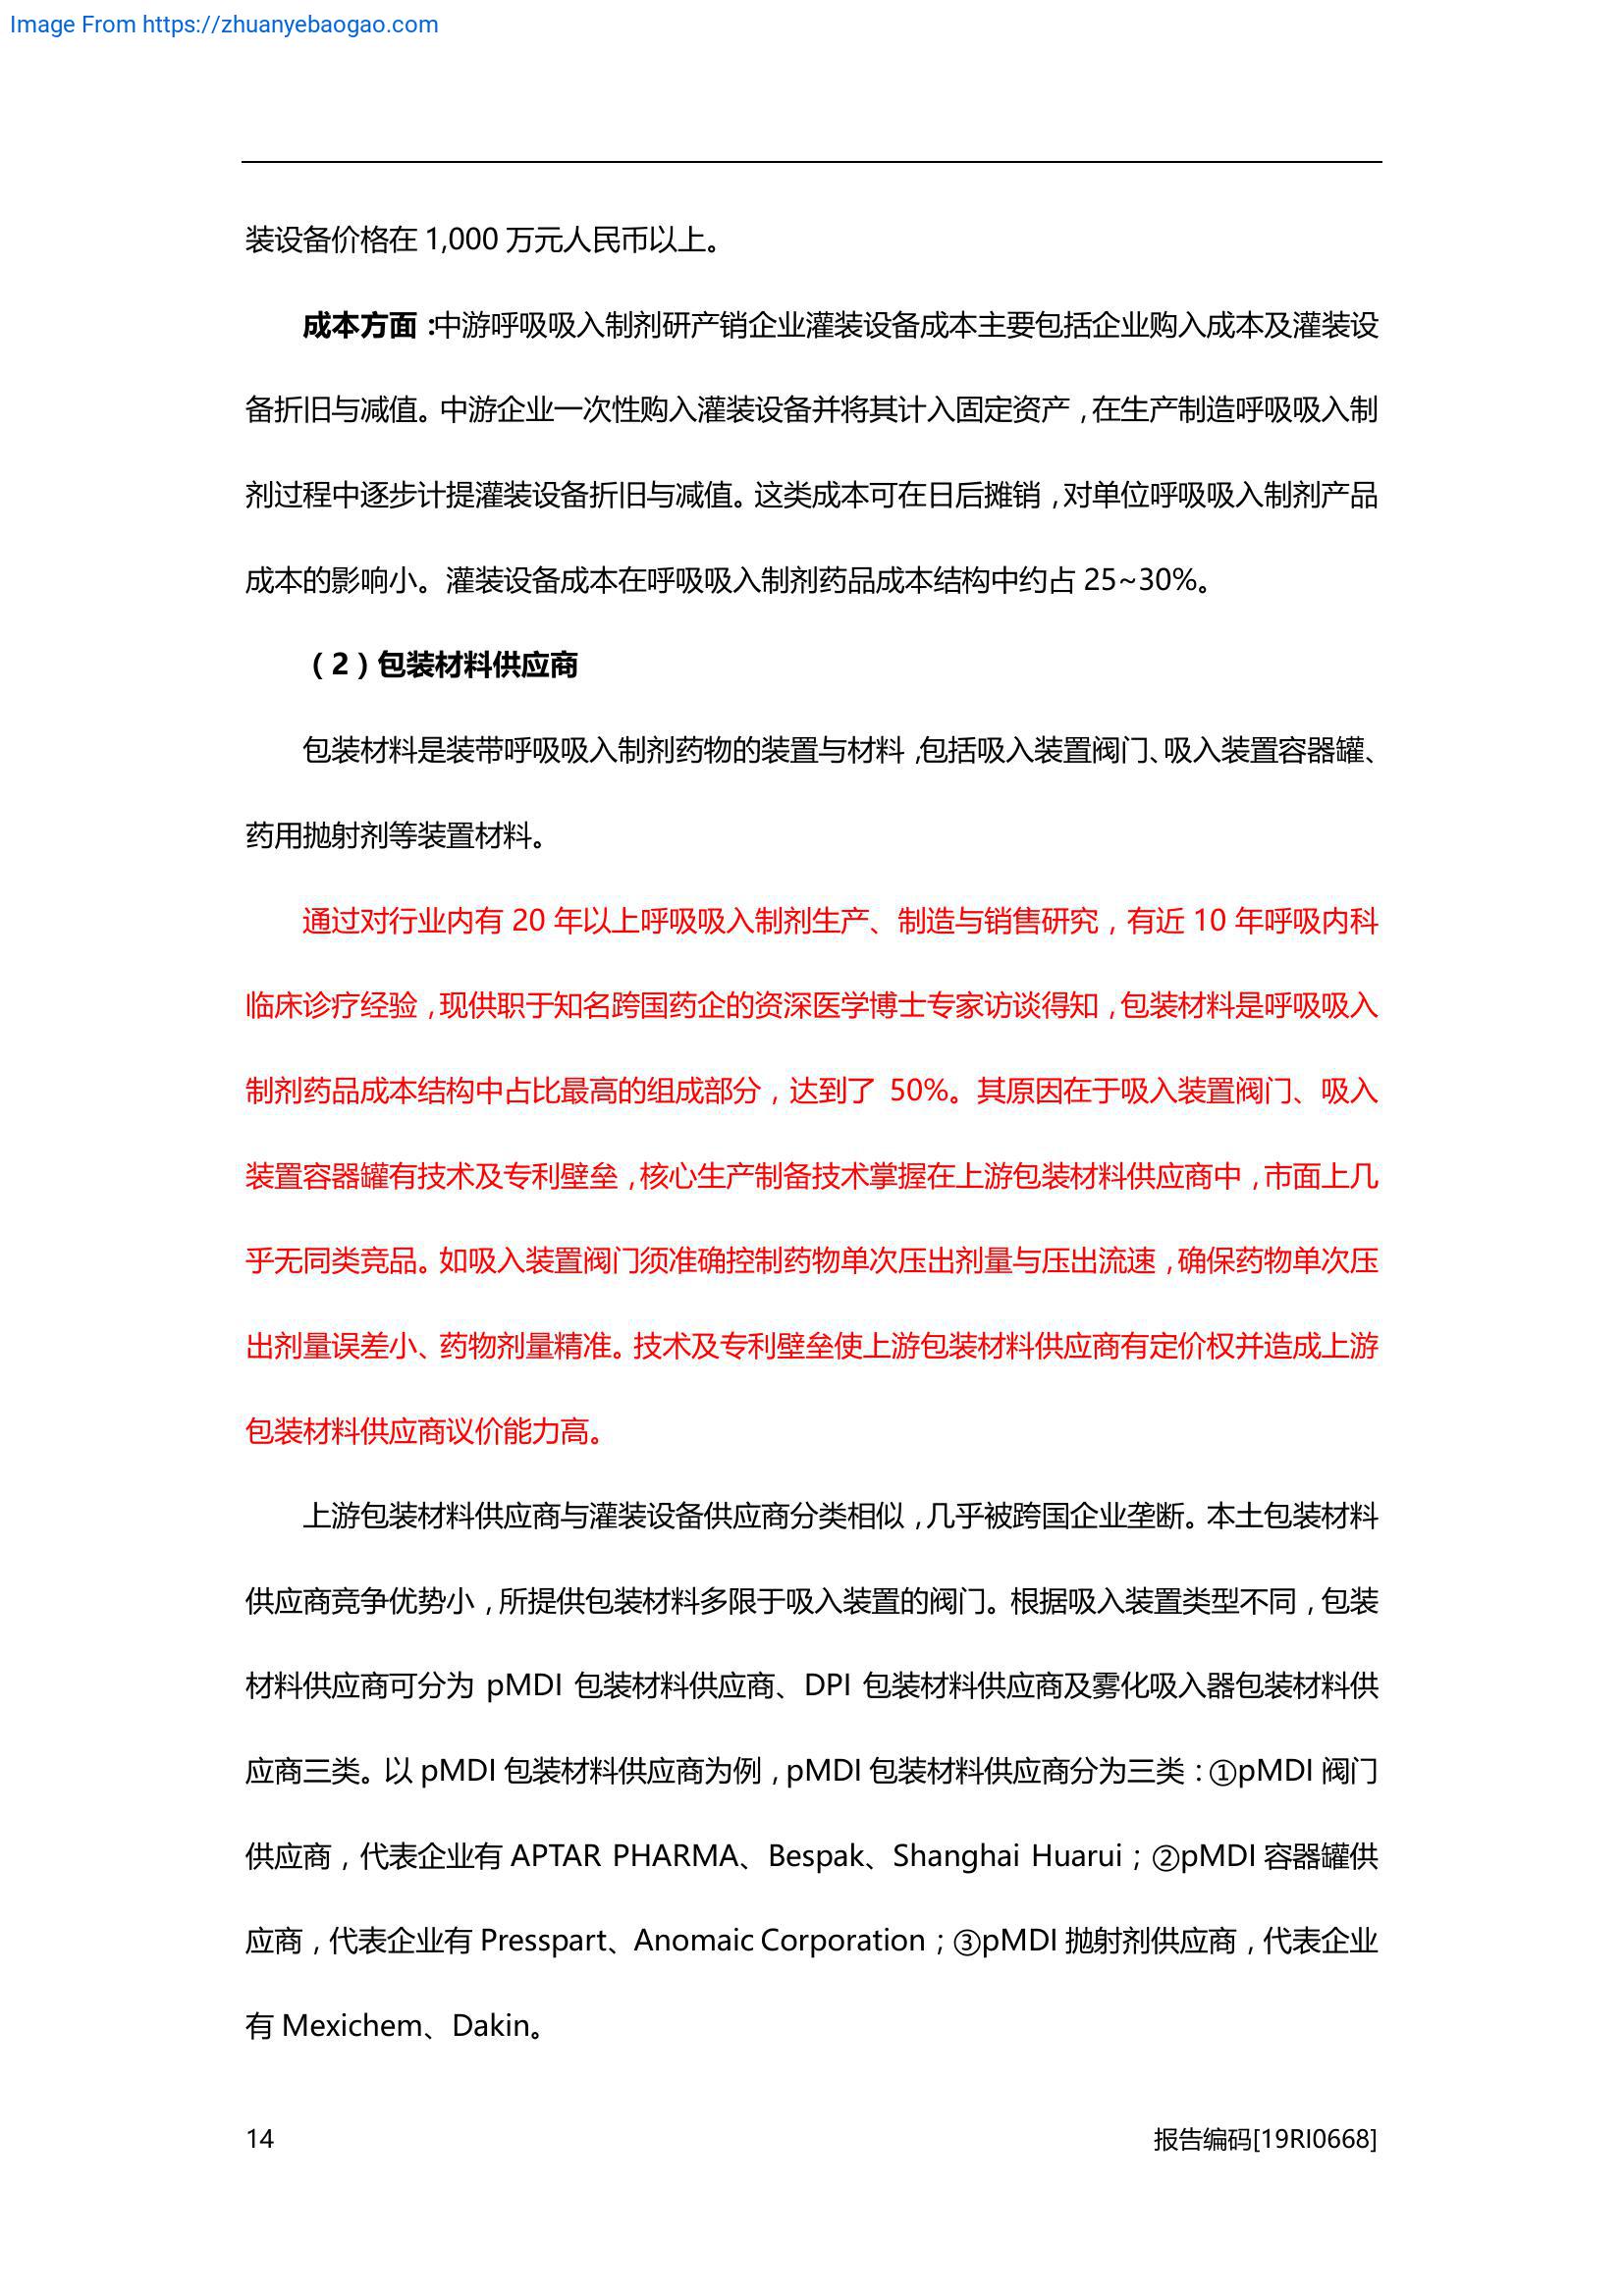 Image From https://zhuanyebaogao.com
装设备价格在 1,000 万元人民币以上。
成本方面：中游呼吸吸入制剂研产销企业灌装设备成本主要包括企业购入成本及灌装设
备折旧与减值。中游企业一次性购入灌装设备并将其计入固定资产，在生产制造呼吸吸入制
剂过程中逐步计提灌装设备折旧与减值。这类成本可在日后摊销，对单位呼吸吸入制剂产品
成本的影响小。灌装设备成本在呼吸吸入制剂药品成本结构中约占 25~30%。
（2）包装材料供应商
包装材料是装带呼吸吸入制剂药物的装置与材料，包括吸入装置阀门、吸入装置容器罐、
药用抛射剂等装置材料。
通过对行业内有 20 年以上呼吸吸入制剂生产、制造与销售研究，有近 10 年呼吸内科
临床诊疗经验，现供职于知名跨国药企的资深医学博士专家访谈得知，包装材料是呼吸吸入
制剂药品成本结构中占比最高的组成部分，达到了 50%。其原因在于吸入装置阀门、吸入
装置容器罐有技术及专利壁垒，核心生产制备技术掌握在上游包装材料供应商中，市面上几
乎无同类竞品。如吸入装置阀门须准确控制药物单次压出剂量与压出流速，确保药物单次压
出剂量误差小、药物剂量精准。技术及专利壁垒使上游包装材料供应商有定价权并造成上游
包装材料供应商议价能力高。
上游包装材料供应商与灌装设备供应商分类相似，几乎被跨国企业垄断。本土包装材料
供应商竞争优势小，所提供包装材料多限于吸入装置的阀门。根据吸入装置类型不同，包装
材料供应商可分为 pMDI 包装材料供应商、DPI 包装材料供应商及雾化吸入器包装材料供
应商三类。以 pMDI 包装材料供应商为例，pMDI 包装材料供应商分为三类：①pMDI 阀门
供应商，代表企业有 APTAR PHARMA、Bespak、Shanghai Huarui；②pMDI 容器罐供
应商，代表企业有 Presspart、Anomaic Corporation；③pMDI 抛射剂供应商，代表企业
有 Mexichem、Dakin。
14 报告编码[19RI0668]